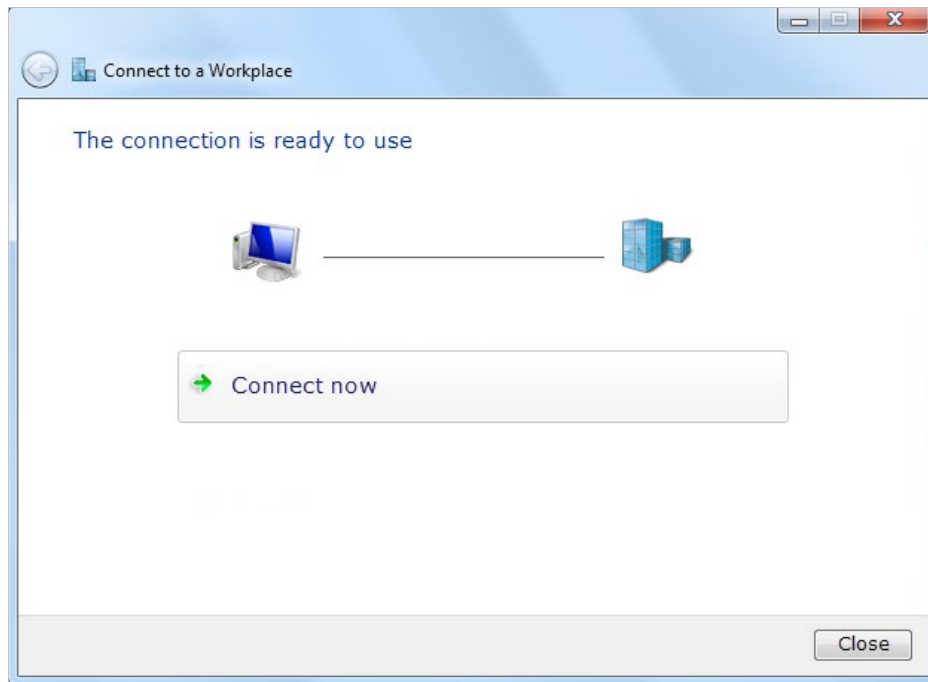 Connect to a Workplace
The connection is ready to use
Connect now
Close